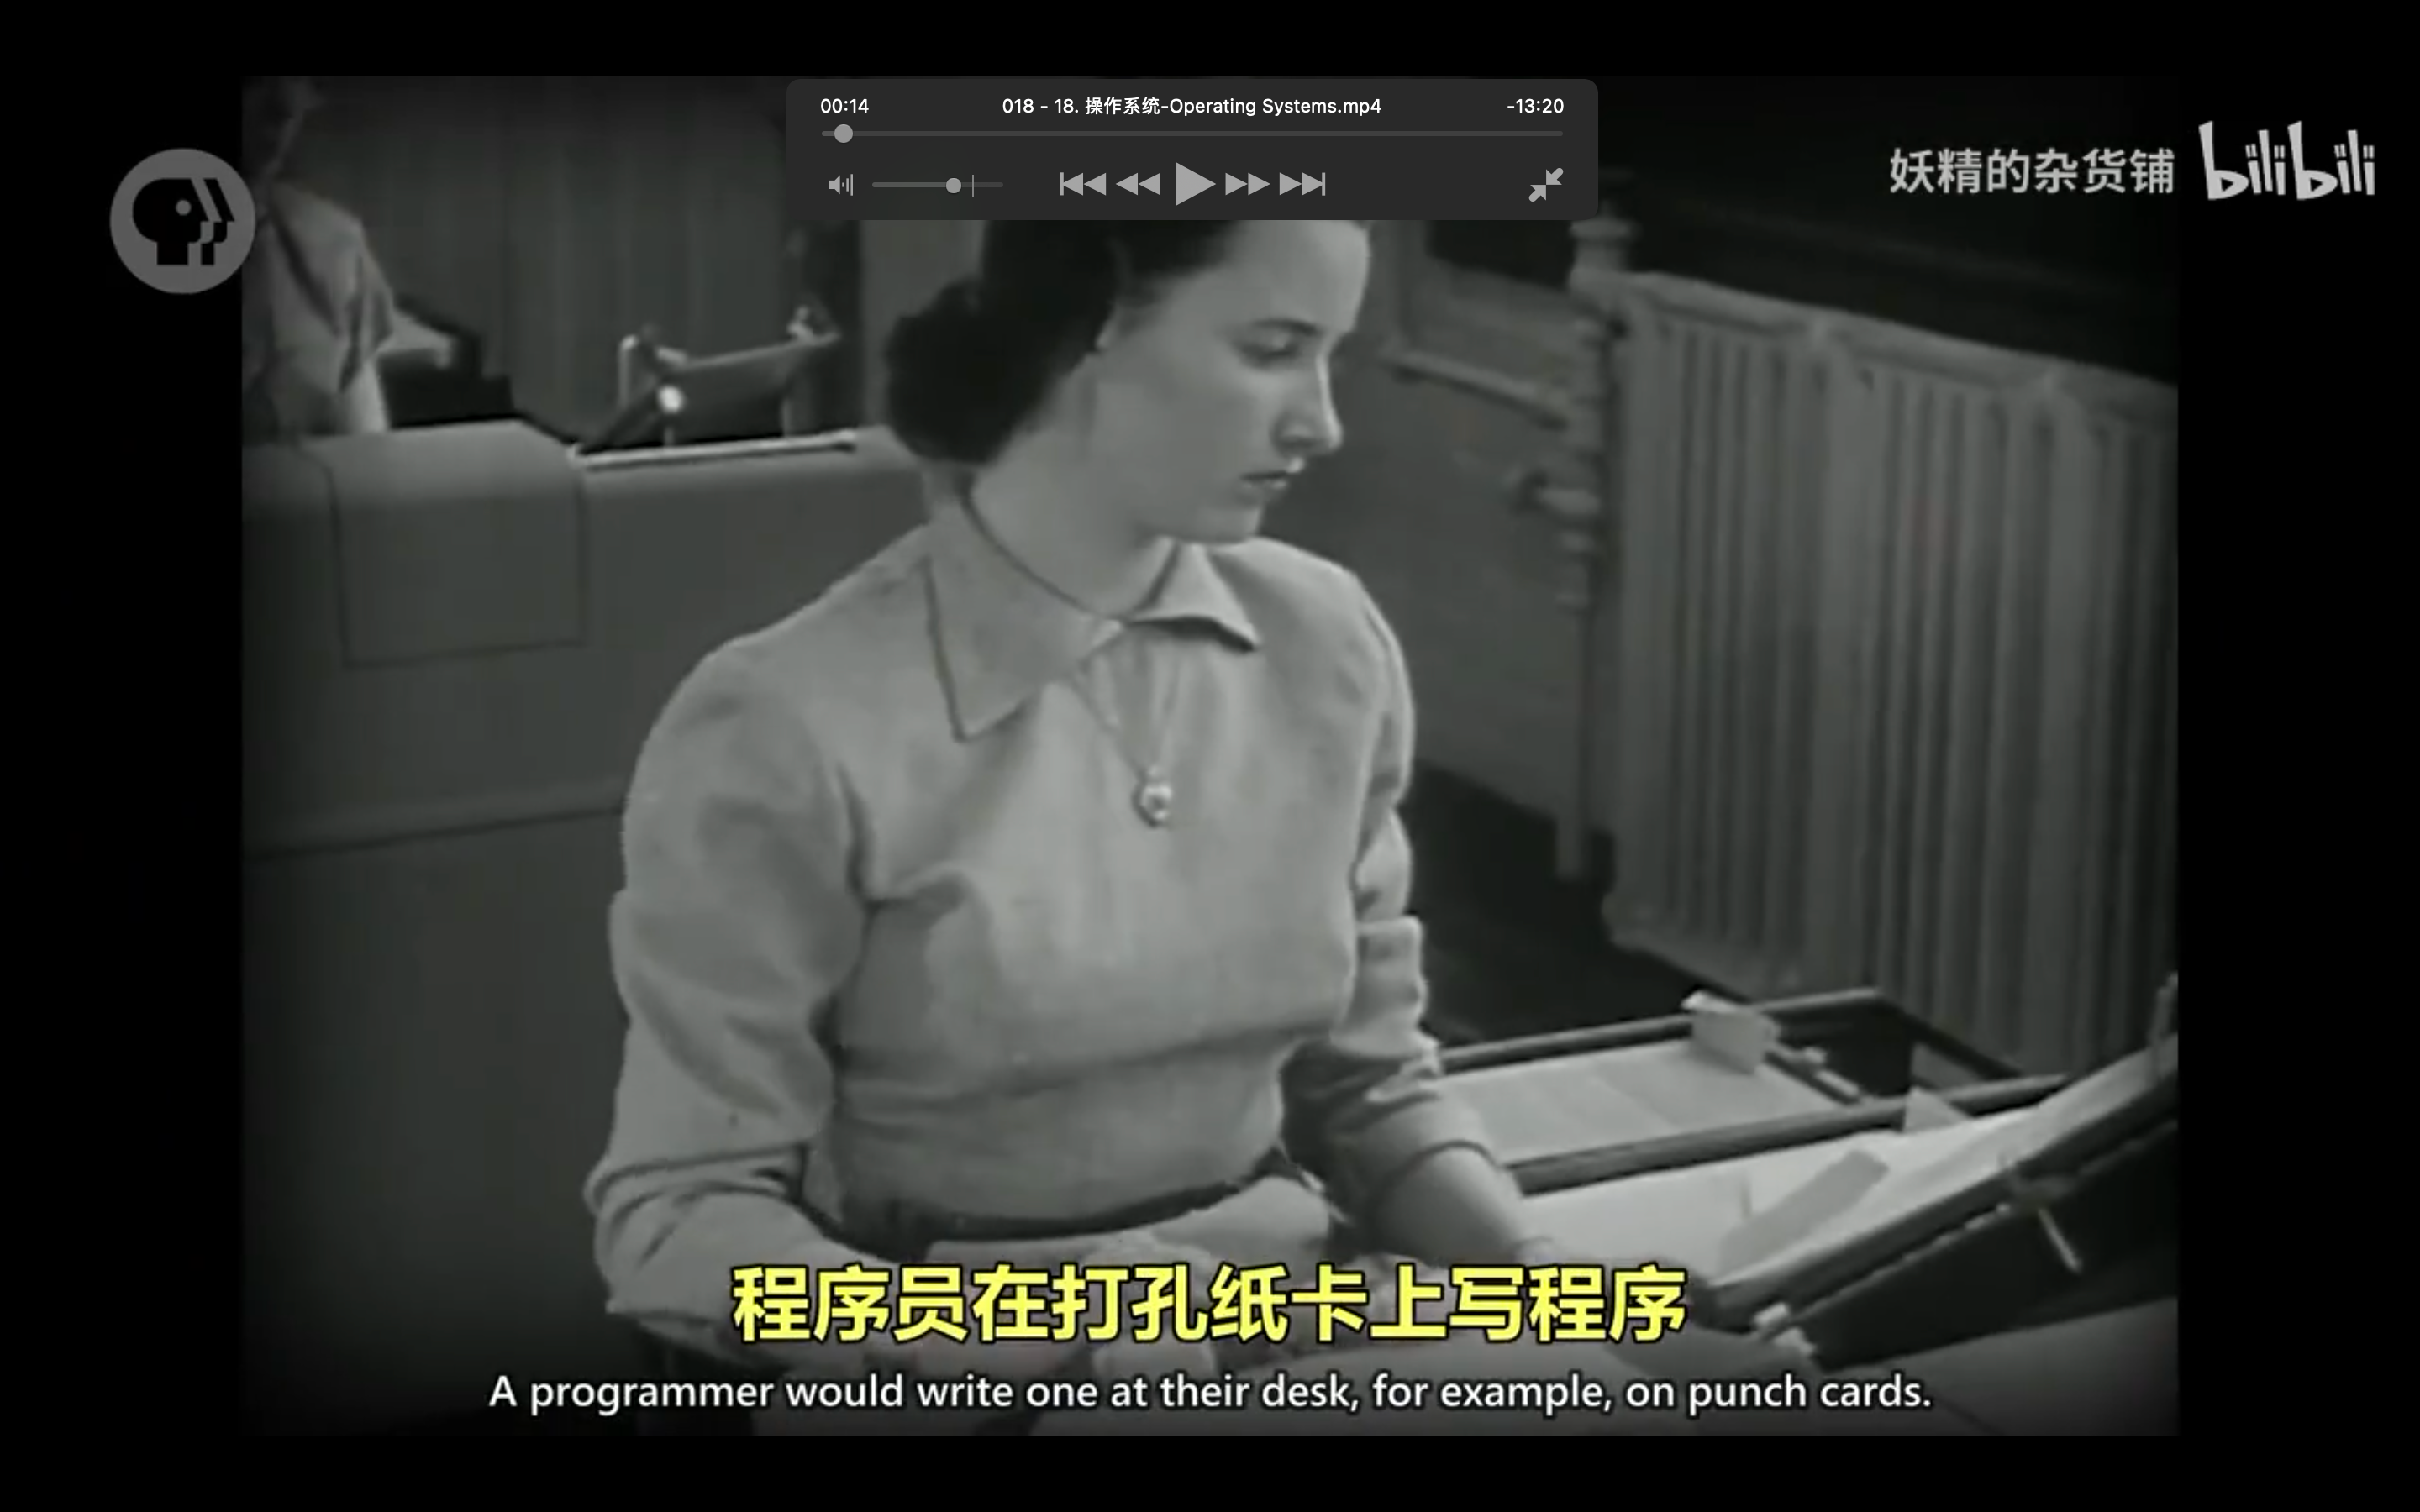 00:14 018 - 18. 操作系统-Operating Systems.mp4 -13:20
妖精的杂货铺 bilibili
程序员在打孔纸卡上写程序
A programmer would write one at their desk, for example, on punch cards.